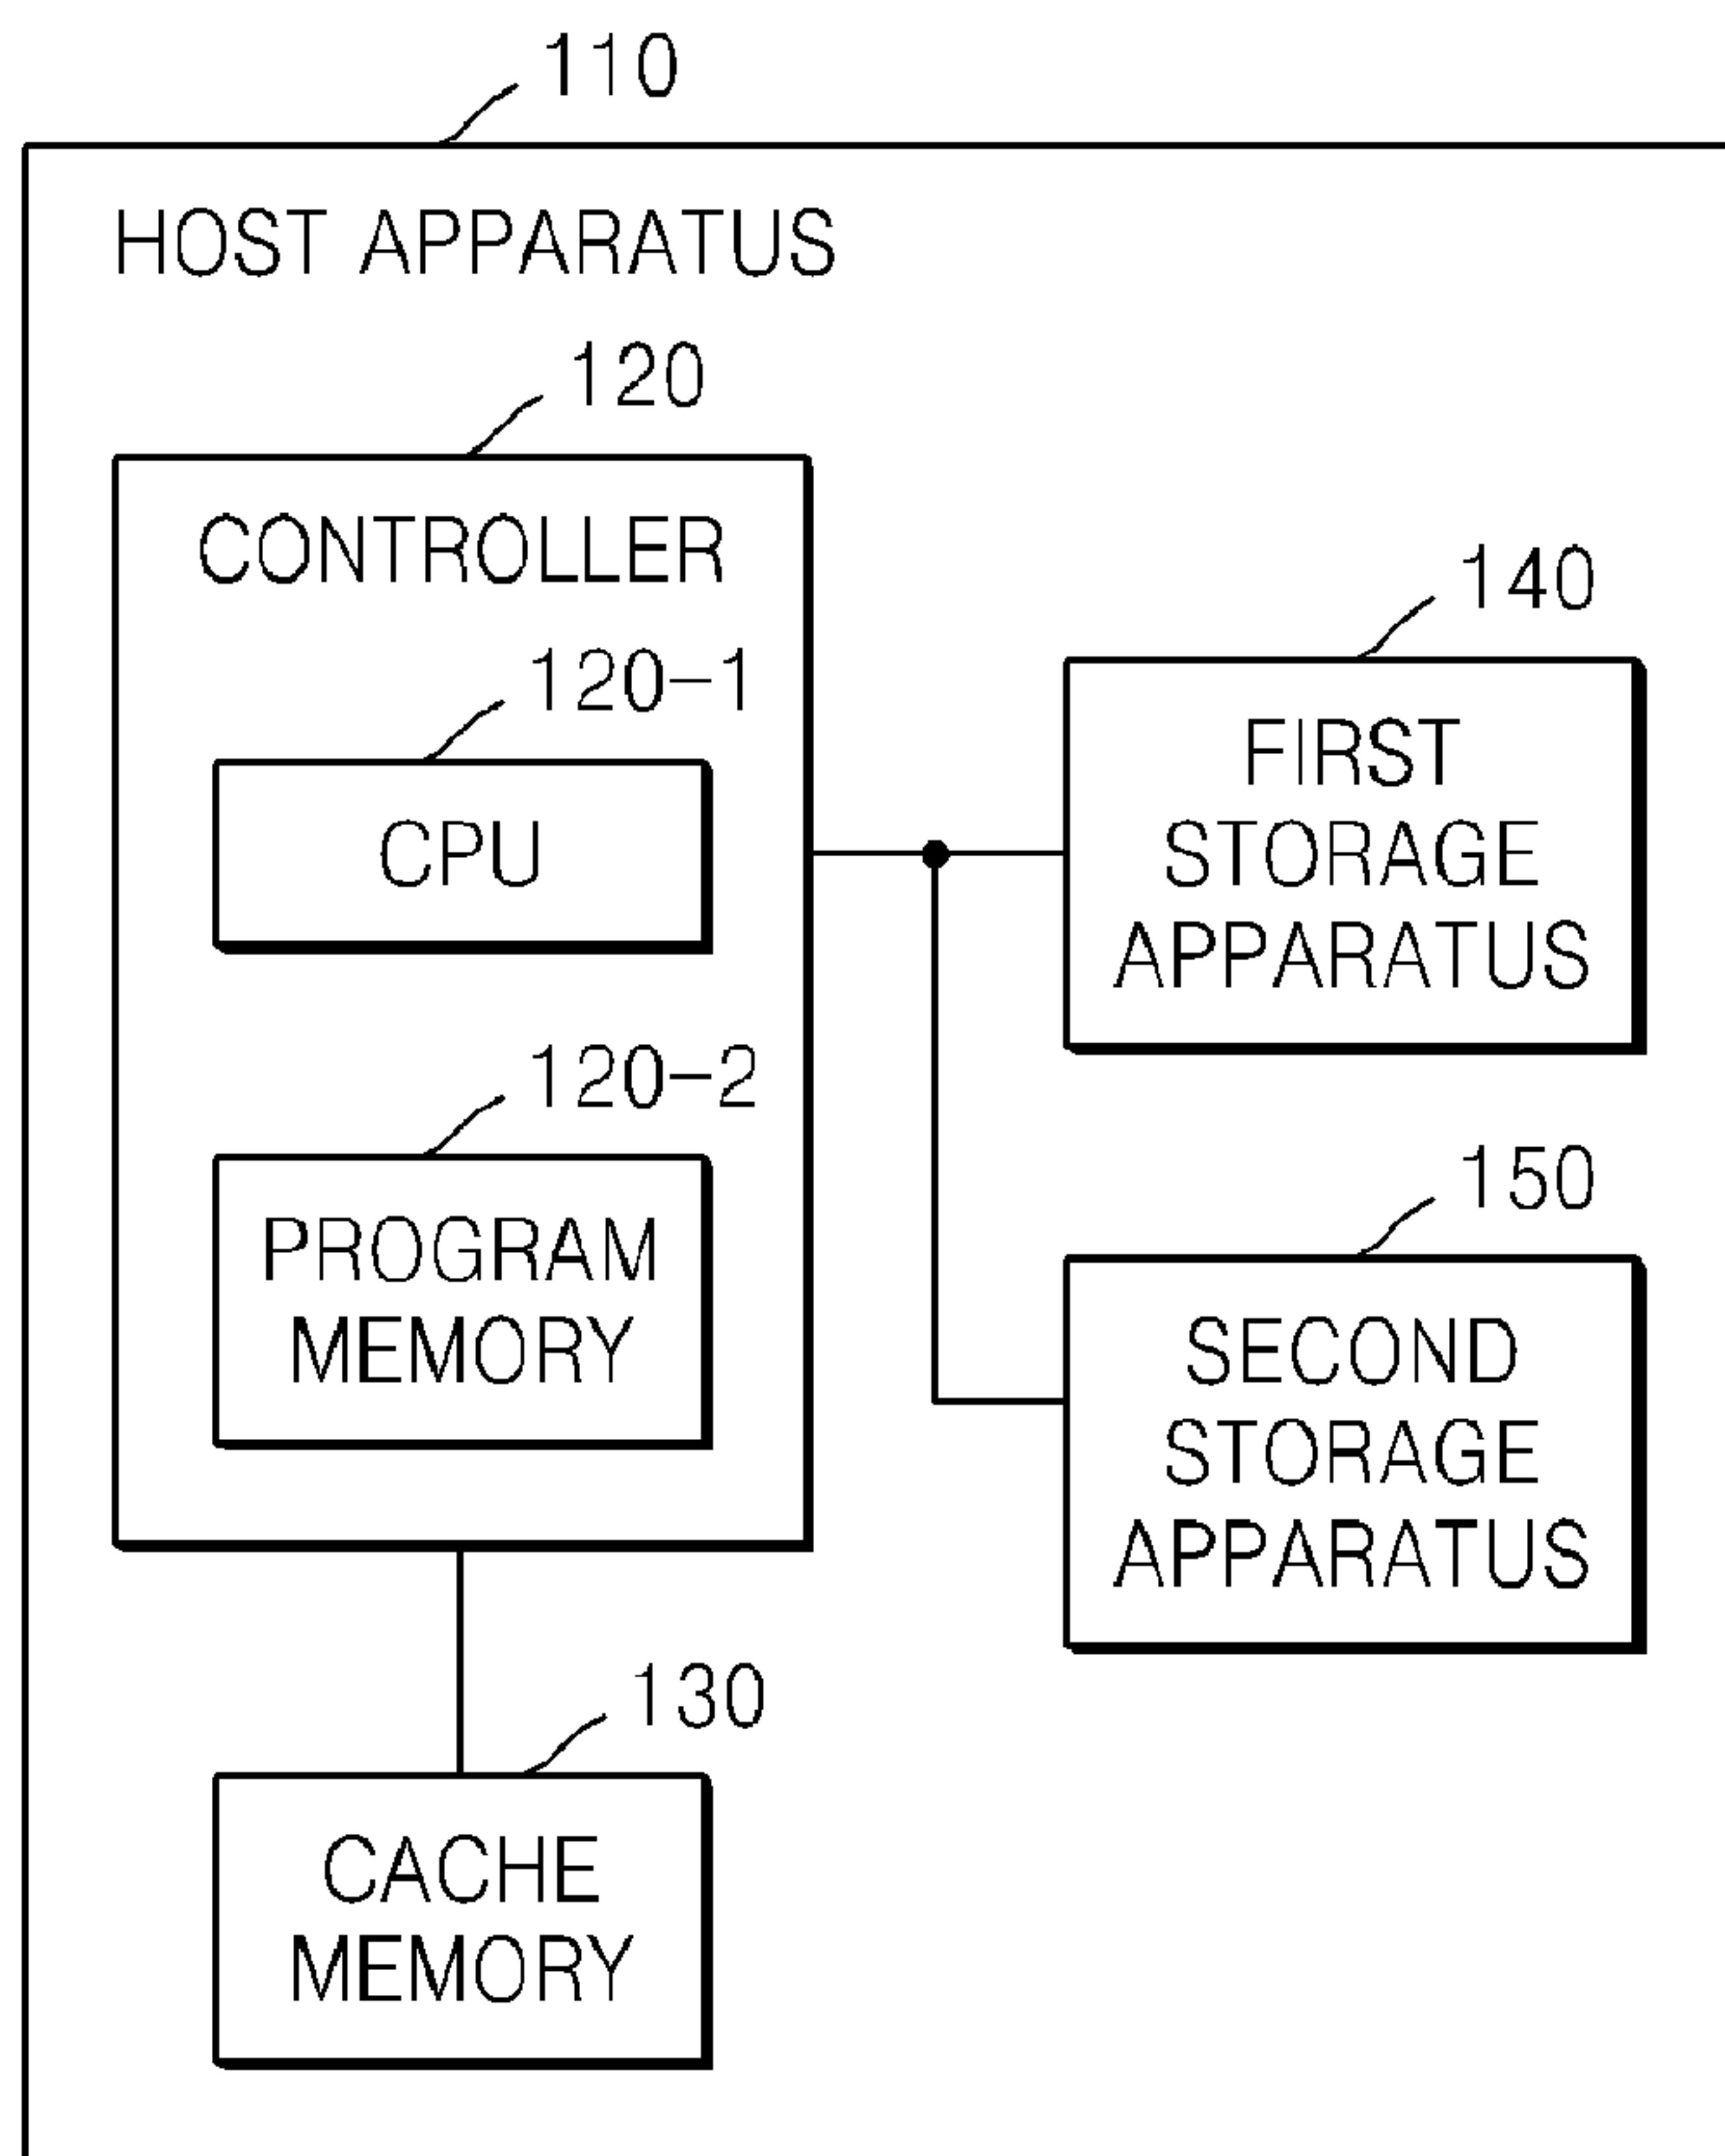 110
HOST APPARATUS
120
CONTROLLER
120-1
CPU
120-2
PROGRAM
MEMORY
130
CACHE
MEMORY
140
FIRST
STORAGE
APPARATUS
150
SECOND
STORAGE
APPARATUS